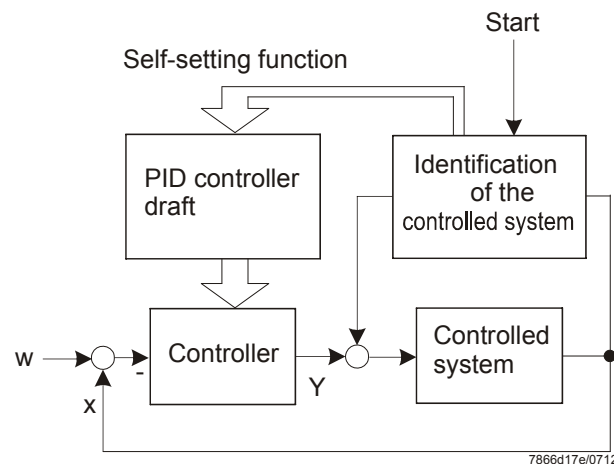 Start
Self-setting function
PID controller
draft
Identification
of the
controlled system
Controller
Controlled
system
w
-
Y
x
7866d17e/0712